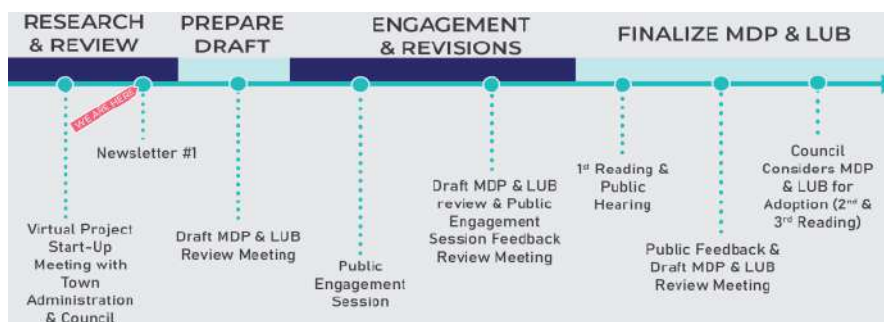 RESEARCH
& REVIEW
PREPARE
DRAFT
ENGAGEMENT
& REVISIONS
FINALIZE MDP & LUB
WE ARE HERE
Virtual Project
Start-Up
Meeting with
Town
Administration
& Council
Newsletter #1
Draft MDP & LUB
Review Meeting
Public
Engagement
Session
Draft MDP & LUB
review & Public
Engagement
Session Feedback
Review Meeting
1st Reading &
Public
Hearing
Public Feedback &
Draft MDP & LUB
Review Meeting
Council
Considers MDP
& LUB for
Adoption (2nd &
3rd Reading)